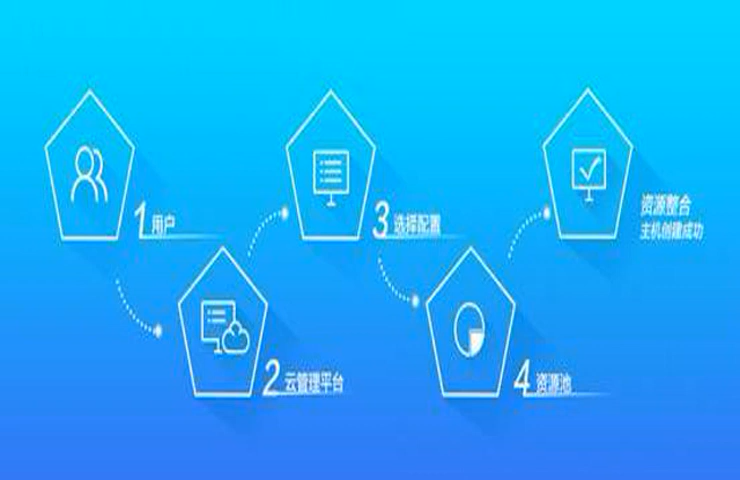 1 用户
2 云管理平台
3 选择配置
4 资源池
资源整合
主机创建成功